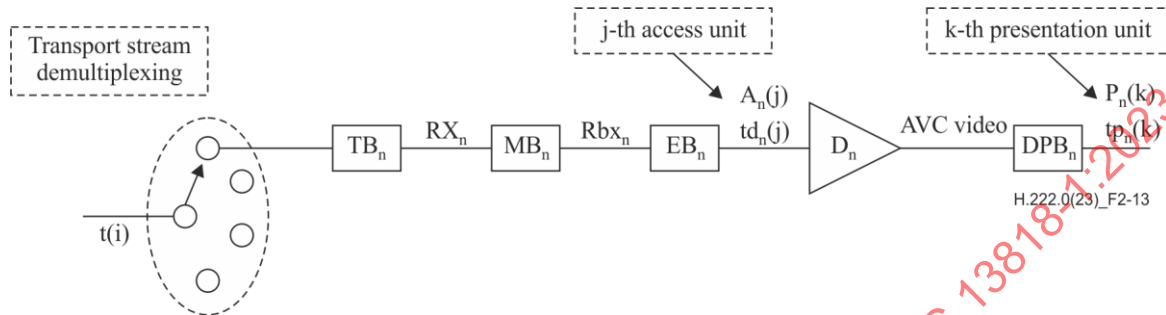 Transport stream
demultiplexing
j-th access unit
k-th presentation unit
t(i)
TBₙ
RXₙ
MBₙ
Rbxₙ
EBₙ
Aₙ(j)
tdₙ(j)
Dₙ
AVC video
DPBₙ
Pₙ(k)
tpₙ(k)
H.222.0(23)_F2-13
13818-1:2023